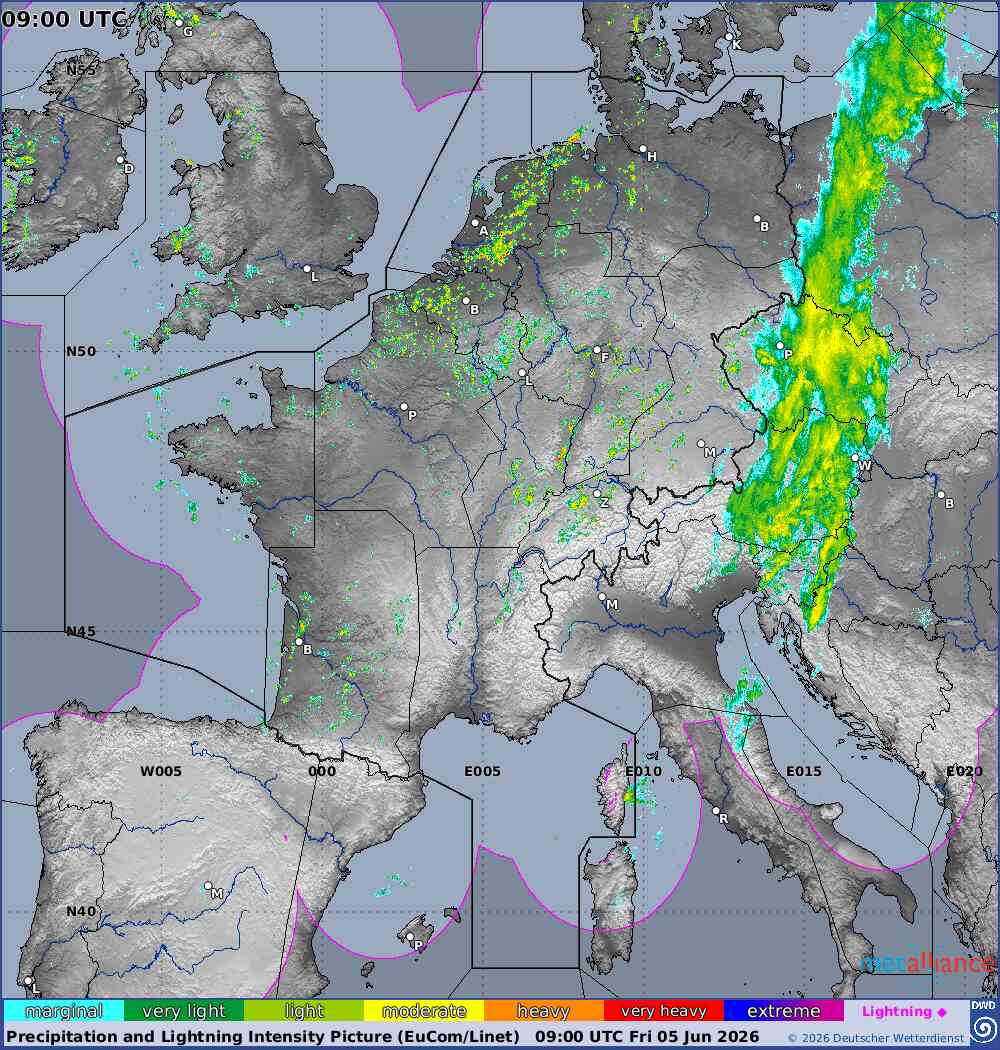 09:00 UTC
G
K
N55
H
D
A
B
L
B
N50
P
F
L
P
M
W
B
Z
M
N45
B
W005
000
E005
E010
E015
E020
R
M
N40
P
L
metalliance
marginal very light light moderate heavy very heavy extreme Lightning ◆
DWD
Precipitation and Lightning Intensity Picture (EuCom/Linet) 09:00 UTC Fri 05 Jun 2026 © 2026 Deutscher Wetterdienst